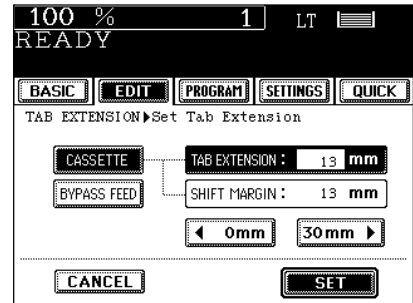 100 % 1 LT
READY
BASIC EDIT PROGRAM SETTINGS QUICK
TAB EXTENSION▶Set Tab Extension
CASSETTE TAB EXTENSION: 13 mm
BYPASS FEED SHIFT MARGIN: 13 mm
◀ 0mm 30mm ▶
CANCEL SET